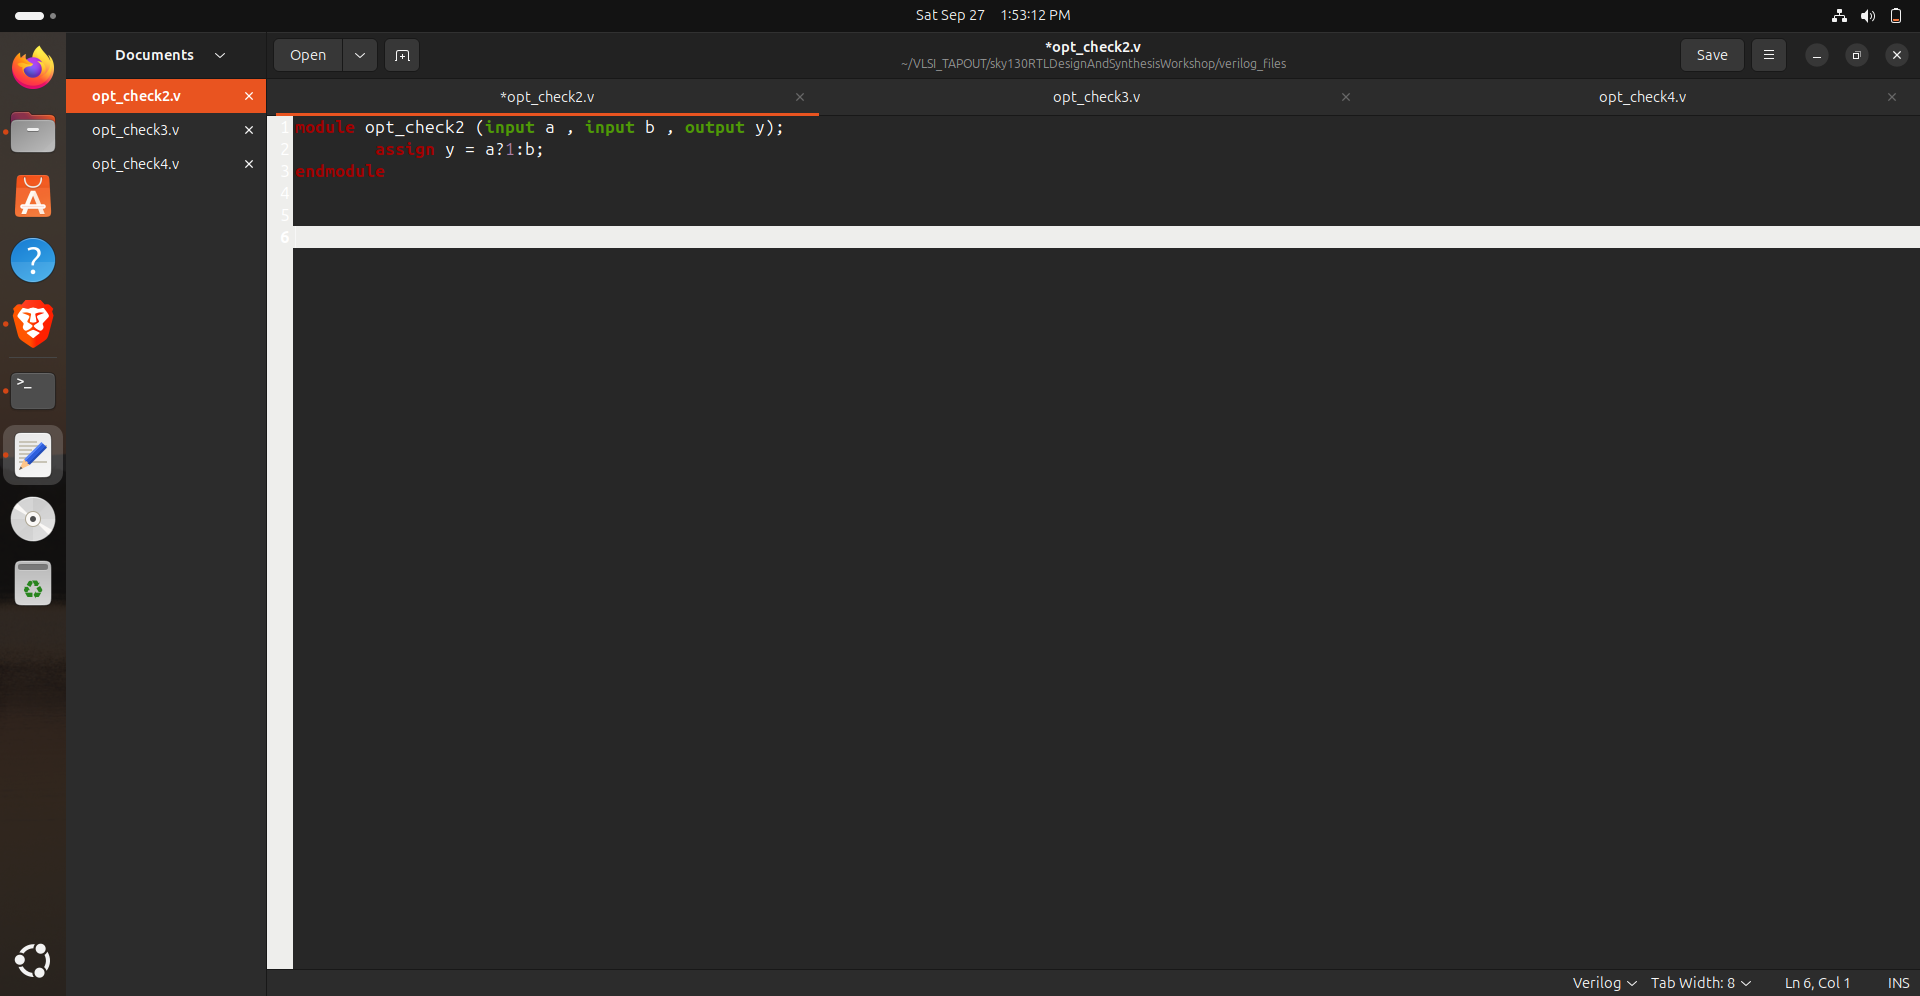 Sat Sep 27 1:53:12 PM
Documents
Open
*opt_check2.v
~/VLSI_TAPOUT/sky130RTLDesignAndSynthesisWorkshop/verilog_files
Save
opt_check2.v
opt_check3.v
opt_check4.v
*opt_check2.v
opt_check3.v
opt_check4.v
1 module opt_check2 (input a , input b , output y);
2 assign y = a?1:b;
3 endmodule
4
5
6
Verilog Tab Width: 8 Ln 6, Col 1 INS